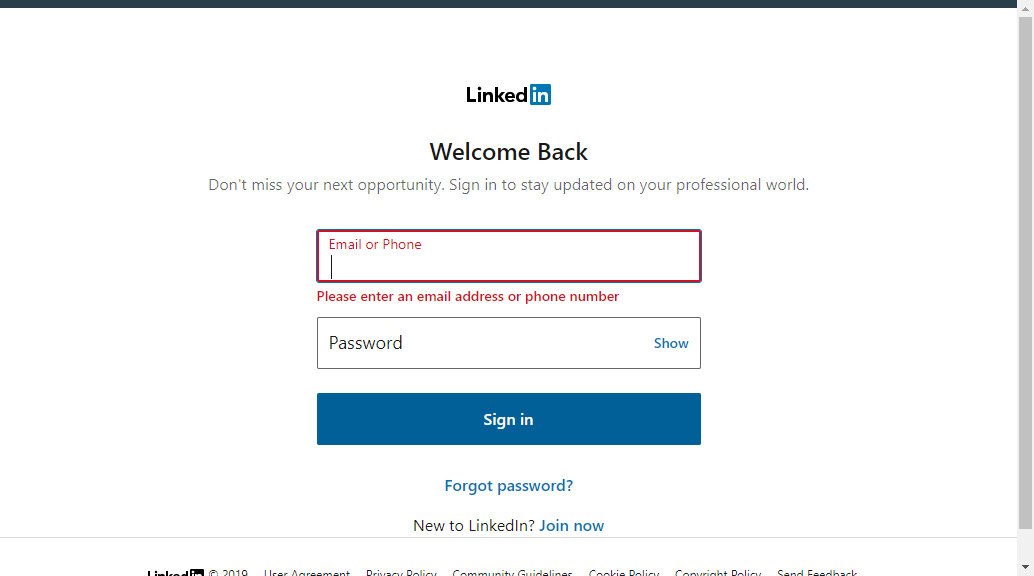 Linkedin
Welcome Back
Don't miss your next opportunity. Sign in to stay updated on your professional world.
Email or Phone
Please enter an email address or phone number
Password Show
Sign in
Forgot password?
New to LinkedIn? Join now
Linkedin © 2019 User Agreement Privacy Policy Community Guidelines Cookie Policy Copyright Policy Send Feedback